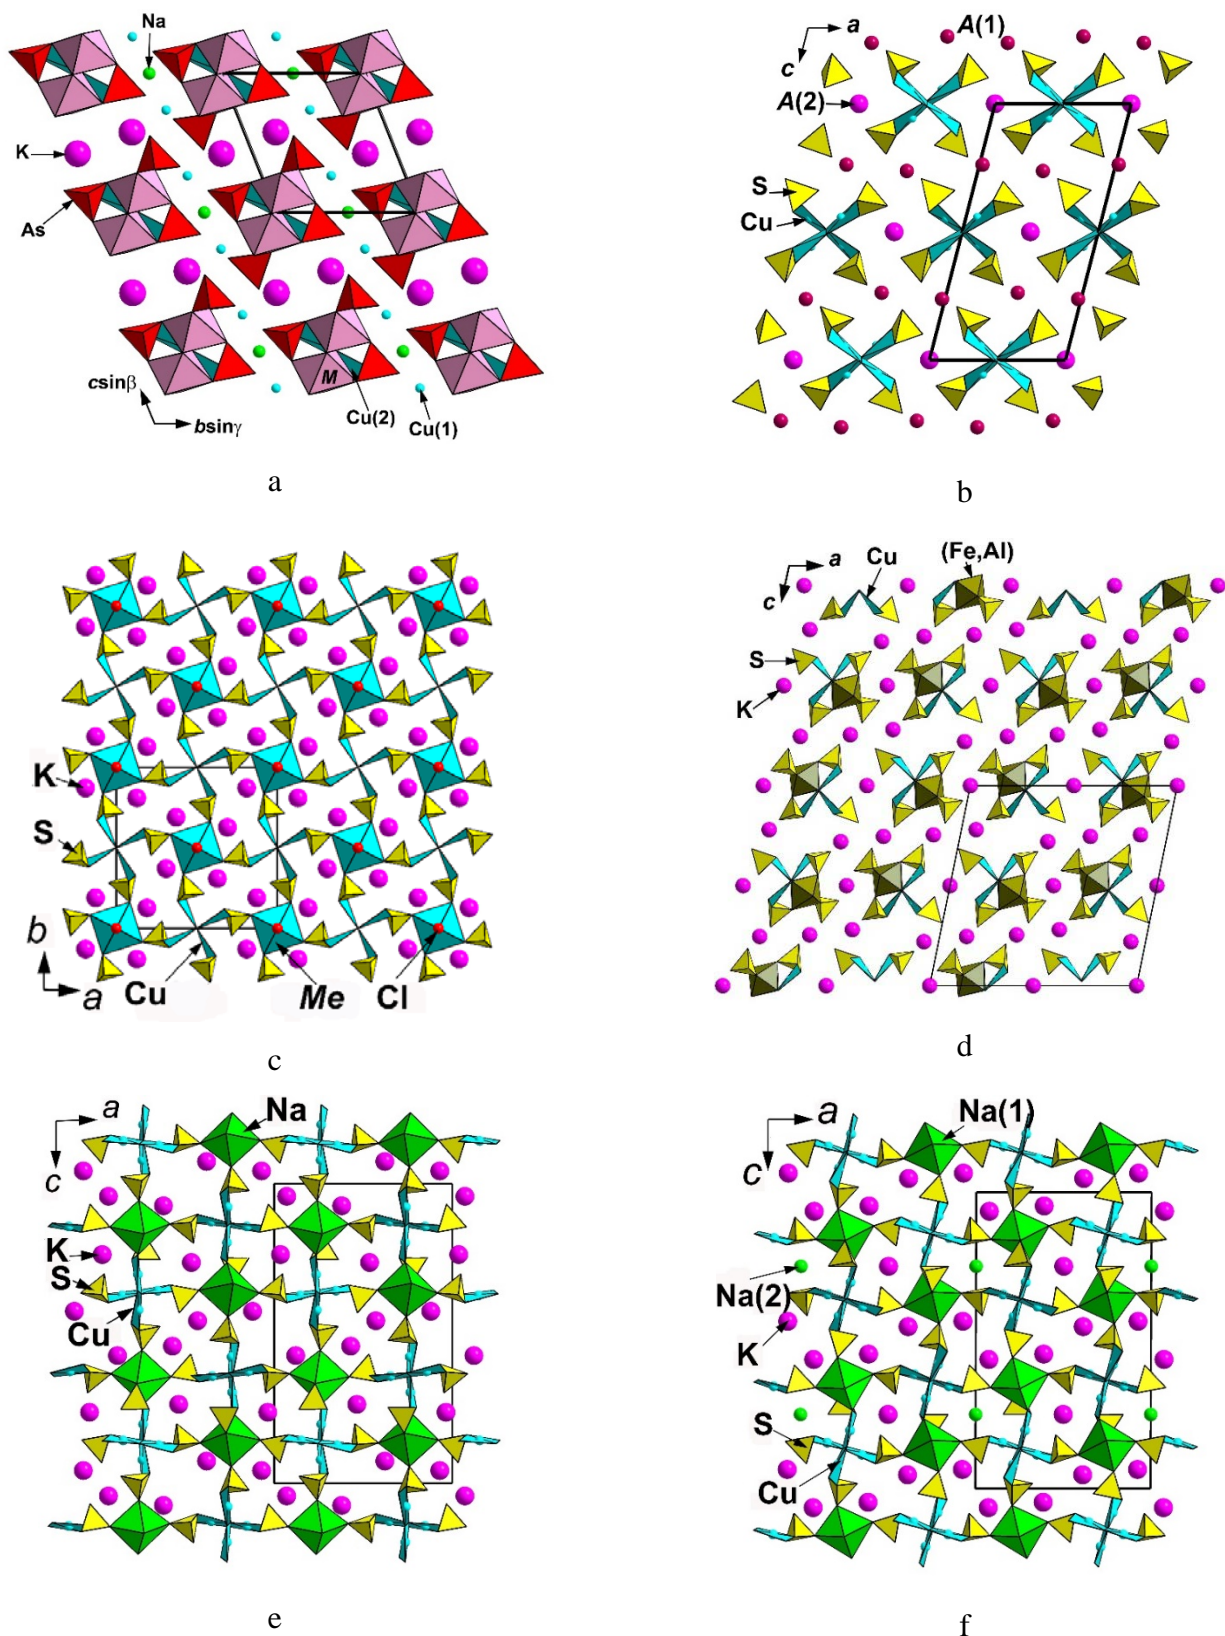 Na
K
As
M
Cu(2)
Cu(1)
csinβ
bsinγ
a
a
c
A(1)
A(2)
S
Cu
b
K
S
b
a
Cu
Me
Cl
c
a
c
Cu
(Fe,Al)
S
K
d
a
c
Na
K
S
Cu
e
a
c
Na(1)
Na(2)
K
S
Cu
f